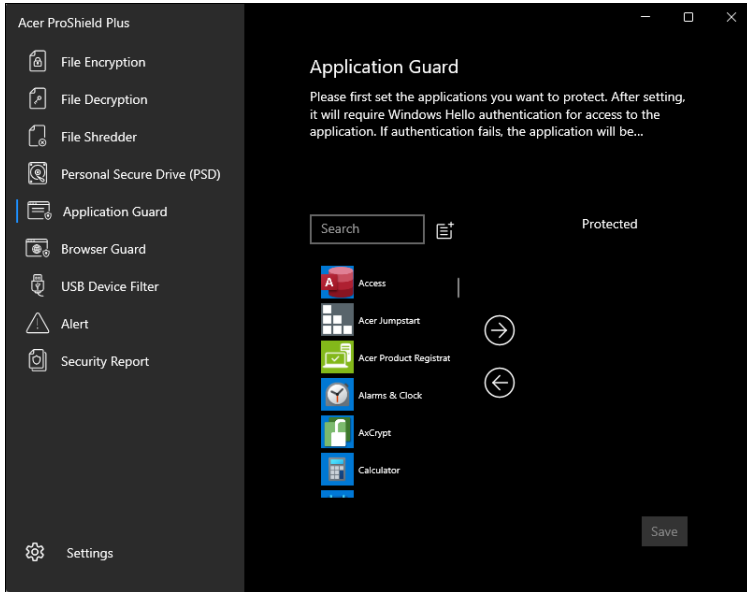 Acer ProShield Plus
File Encryption
File Decryption
File Shredder
Personal Secure Drive (PSD)
Application Guard
Browser Guard
USB Device Filter
Alert
Security Report
Settings
Application Guard
Please first set the applications you want to protect. After setting,
it will require Windows Hello authentication for access to the
application. If authentication fails, the application will be...
Search
Protected
A
Access
Acer Jumpstart
Acer Product Registrat
Alarms & Clock
AxCrypt
Calculator
Save